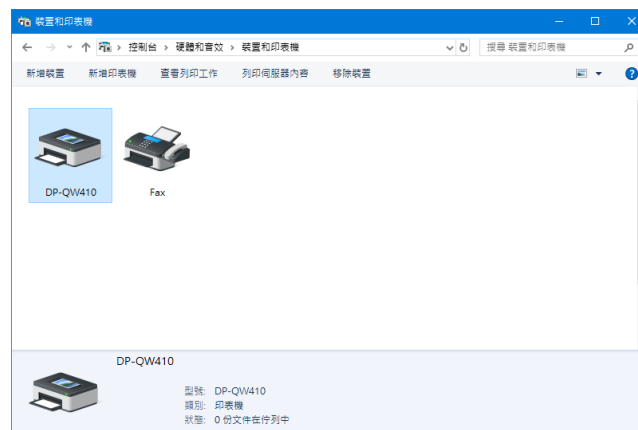 裝置和印表機
控制台 › 硬體和音效 › 裝置和印表機 搜尋 裝置和印表機
新增裝置 新增印表機 查看列印工作 列印伺服器內容 移除裝置
DP-QW410 Fax
DP-QW410
型號: DP-QW410
類別: 印表機
狀態: 0 份文件在佇列中